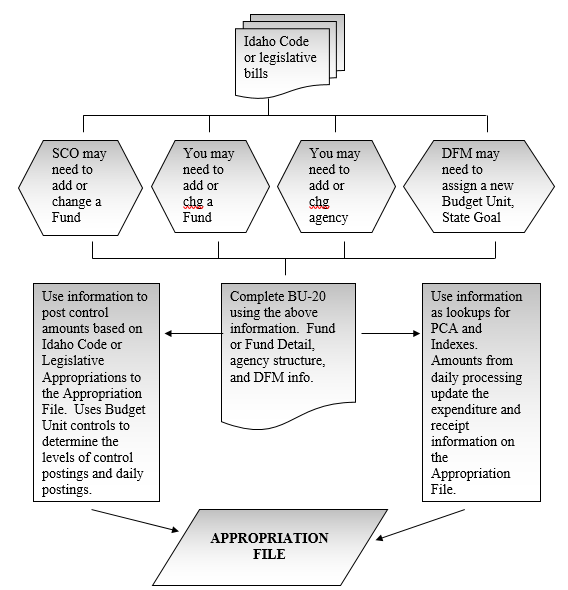 Idaho Code
or legislative
bills
SCO may
need to
add or
change a
Fund
You may
need to
add or
chg a
Fund
You may
need to
add or
chg
agency
DFM may
need to
assign a new
Budget Unit,
State Goal
Use information to
post control
amounts based on
Idaho Code or
Legislative
Appropriations to
the Appropriation
File.  Uses Budget
Unit controls to
determine the
levels of control
postings and daily
postings.
Complete BU-20
using the above
information.  Fund
or Fund Detail,
agency structure,
and DFM info.
Use information
as lookups for
PCA and
Indexes.
Amounts from
daily processing
update the
expenditure and
receipt
information on
the
Appropriation
File.
APPROPRIATION
FILE